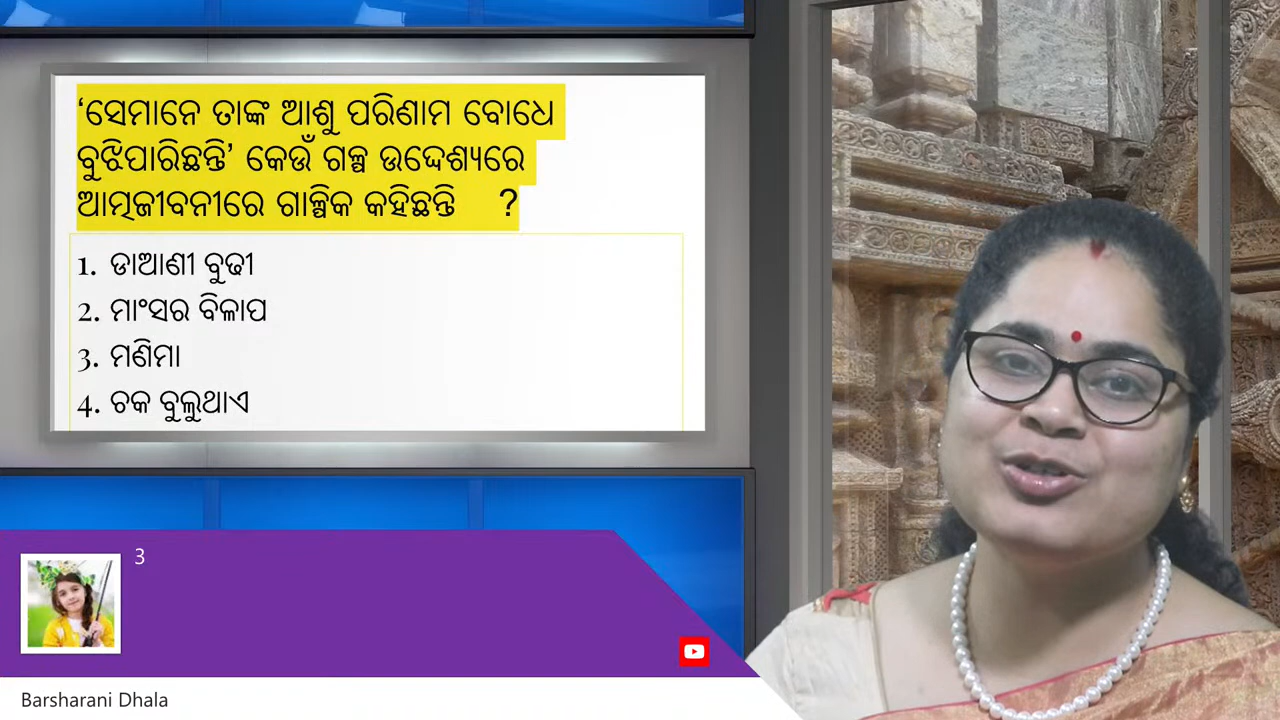 ‘ସେମାନେ ତାଙ୍କ ଆଶୁ ପରିଣାମ ବୋଧେ
ବୁଝିପାରିଛନ୍ତି’ କେଉଁ ଗଳ୍ପ ଉଦ୍ଦେଶ୍ୟରେ
ଆତ୍ମଜୀବନୀରେ ଗାଳ୍ପିକ କହିଛନ୍ତି ?
1. ଡାଆଣୀ ବୁଢୀ
2. ମାଂସର ବିଳାପ
3. ମଣିମା
4. ଚକ ବୁଲୁଥାଏ
3
Barsharani Dhala